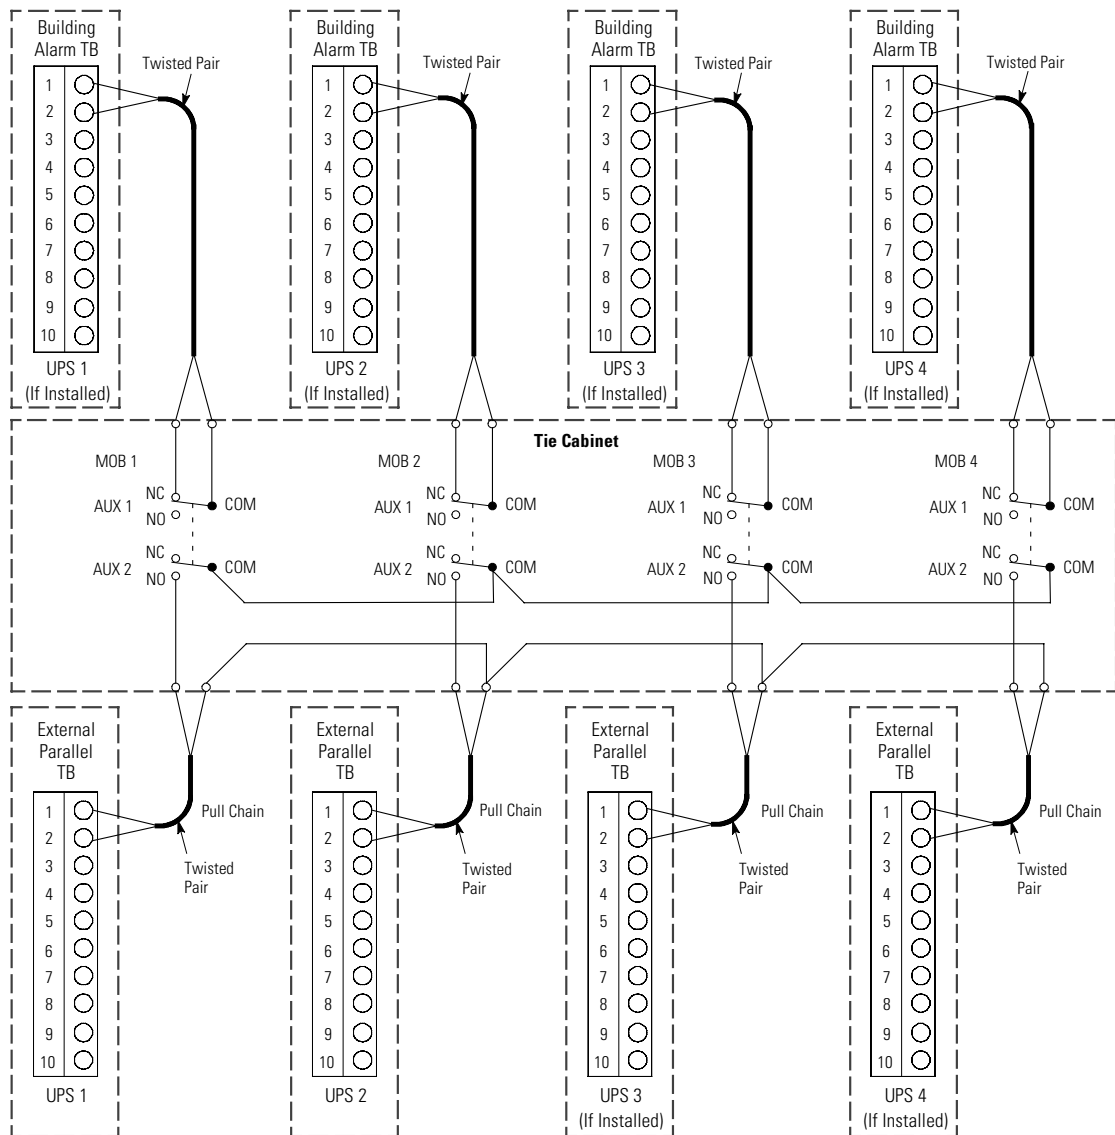 Building
Alarm TB
Twisted Pair
1
2
3
4
5
6
7
8
9
10
UPS 1
(If Installed)
Building
Alarm TB
Twisted Pair
1
2
3
4
5
6
7
8
9
10
UPS 2
(If Installed)
Building
Alarm TB
Twisted Pair
1
2
3
4
5
6
7
8
9
10
UPS 3
(If Installed)
Building
Alarm TB
Twisted Pair
1
2
3
4
5
6
7
8
9
10
UPS 4
(If Installed)
Tie Cabinet
MOB 1
NC
AUX 1
COM
NO
NC
AUX 2
COM
NO
MOB 2
NC
AUX 1
COM
NO
NC
AUX 2
COM
NO
MOB 3
NC
AUX 1
COM
NO
NC
AUX 2
COM
NO
MOB 4
NC
AUX 1
COM
NO
NC
AUX 2
COM
NO
External
Parallel
TB
1
2
3
4
5
6
7
8
9
10
Pull Chain
Twisted
Pair
UPS 1
External
Parallel
TB
1
2
3
4
5
6
7
8
9
10
Pull Chain
Twisted
Pair
UPS 2
External
Parallel
TB
1
2
3
4
5
6
7
8
9
10
Pull Chain
Twisted
Pair
UPS 3
(If Installed)
External
Parallel
TB
1
2
3
4
5
6
7
8
9
10
Pull Chain
Twisted
Pair
UPS 4
(If Installed)